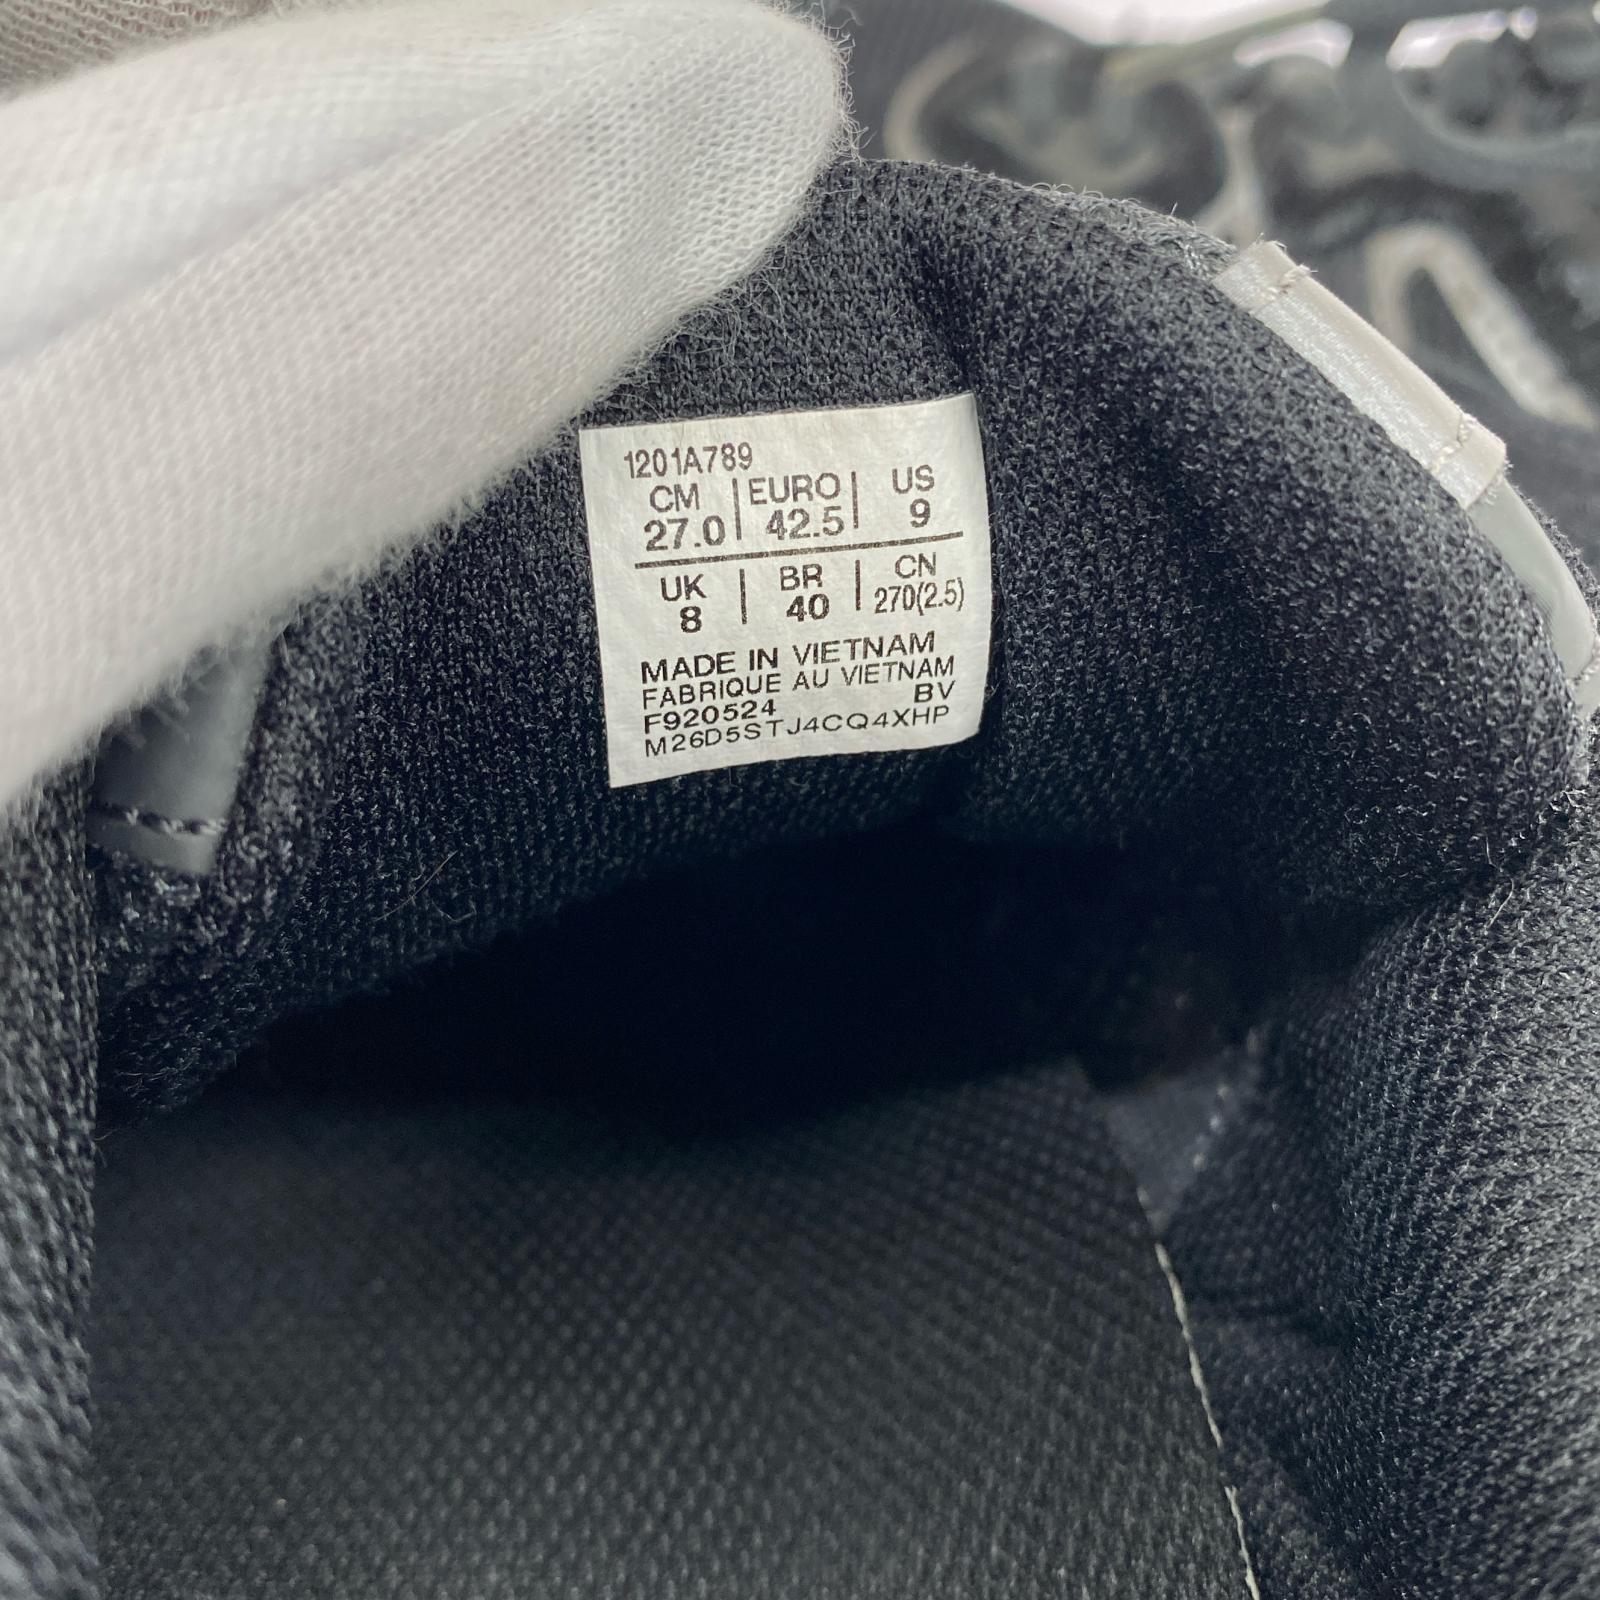 1201A789
CM | EURO | US
27.0 | 42.5 | 9
UK | BR | CN
8 | 40 | 270(2.5)
MADE IN VIETNAM
FABRIQUE AU VIETNAM
F920524 BV
M26D5STJ4CQ4XHP